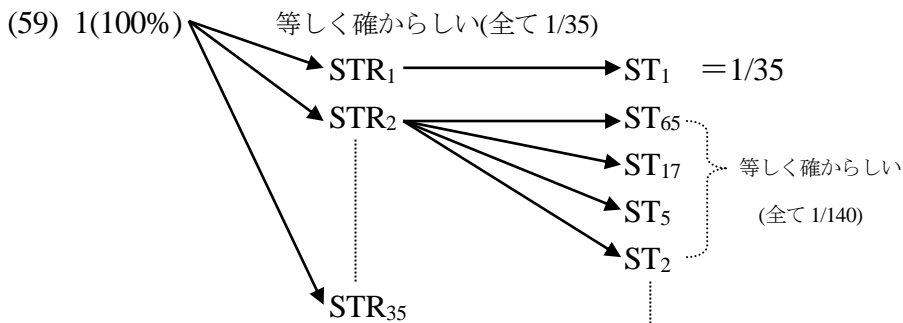 (59) 1(100%) 等しく確からしい(全て 1/35)
STR₁ ST₁ ＝1/35
STR₂ ST₆₅
ST₁₇ 等しく確からしい
ST₅ (全て 1/140)
ST₂
STR₃₅